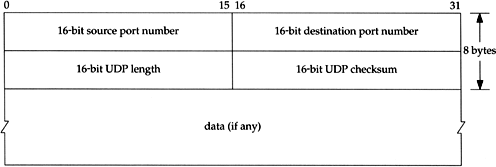 0 15 16 31
16-bit source port number 16-bit destination port number
8 bytes
16-bit UDP length 16-bit UDP checksum
data (if any)